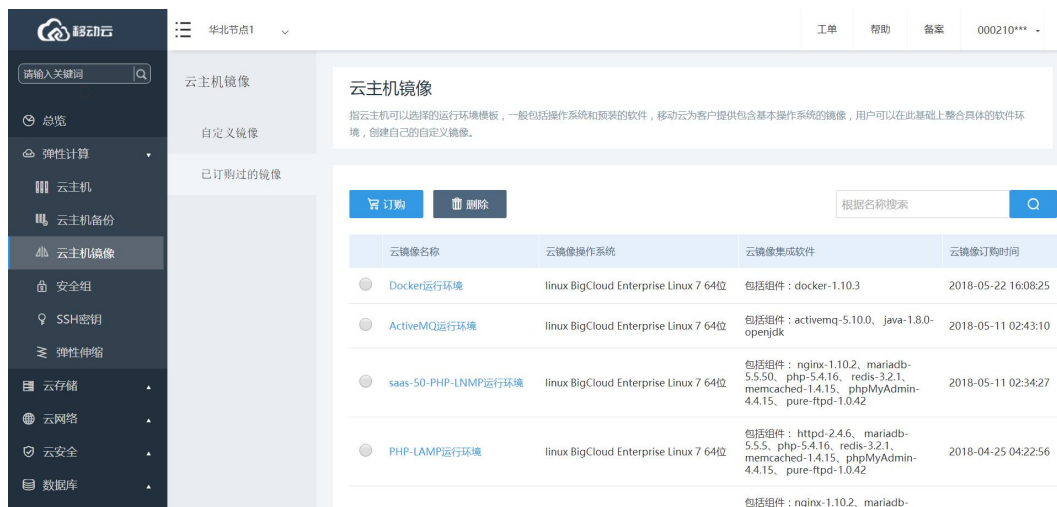 移动云
华北节点1
工单
帮助
备案
000210***
请输入关键词
总览
弹性计算
云主机
云主机备份
云主机镜像
安全组
SSH密钥
弹性伸缩
云存储
云网络
云安全
数据库
云主机镜像
自定义镜像
已订购过的镜像
云主机镜像
指云主机可以选择的运行环境模板，一般包括操作系统和预装的软件，移动云为客户提供包含基本操作系统的镜像，用户可以在此基础上整合具体的软件环
境，创建自己的自定义镜像。
订购
删除
根据名称搜索
云镜像名称
云镜像操作系统
云镜像集成软件
云镜像订购时间
Docker运行环境
linux BigCloud Enterprise Linux 7 64位
包括组件：docker-1.10.3
2018-05-22 16:08:25
ActiveMQ运行环境
linux BigCloud Enterprise Linux 7 64位
包括组件：activemq-5.10.0、java-1.8.0-
openjdk
2018-05-11 02:43:10
saas-50-PHP-LNMP运行环境
linux BigCloud Enterprise Linux 7 64位
包括组件：nginx-1.10.2、mariadb-
5.5.50、php-5.4.16、redis-3.2.1、
memcached-1.4.15、phpMyAdmin-
4.4.15、pure-ftpd-1.0.42
2018-05-11 02:34:27
PHP-LAMP运行环境
linux BigCloud Enterprise Linux 7 64位
包括组件：httpd-2.4.6、mariadb-
5.5.5、php-5.4.16、redis-3.2.1、
memcached-1.4.15、phpMyAdmin-
4.4.15、pure-ftpd-1.0.42
2018-04-25 04:22:56
包括组件：nginx-1.10.2、mariadb-